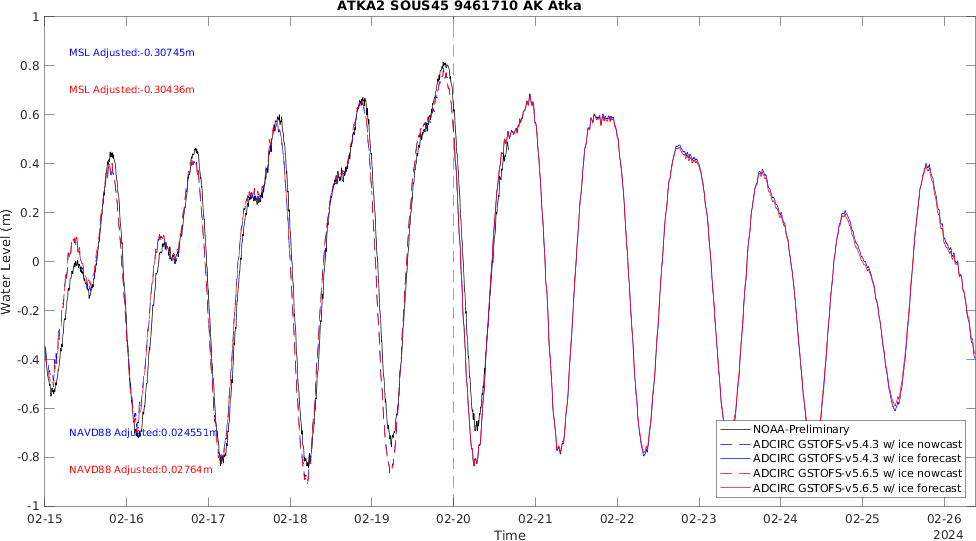 ATKA2 SOUS45 9461710 AK Atka
1
0.8
0.6
0.4
0.2
0
-0.2
-0.4
-0.6
-0.8
-1
Water Level (m)
MSL Adjusted:-0.30745m
MSL Adjusted:-0.30436m
NAVD88 Adjusted:0.024551m
NAVD88 Adjusted:0.02764m
NOAA-Preliminary
ADCIRC GSTOFS-v5.4.3 w/ ice nowcast
ADCIRC GSTOFS-v5.4.3 w/ ice forecast
ADCIRC GSTOFS-v5.6.5 w/ ice nowcast
ADCIRC GSTOFS-v5.6.5 w/ ice forecast
02-15 02-16 02-17 02-18 02-19 02-20 02-21 02-22 02-23 02-24 02-25 02-26
2024
Time